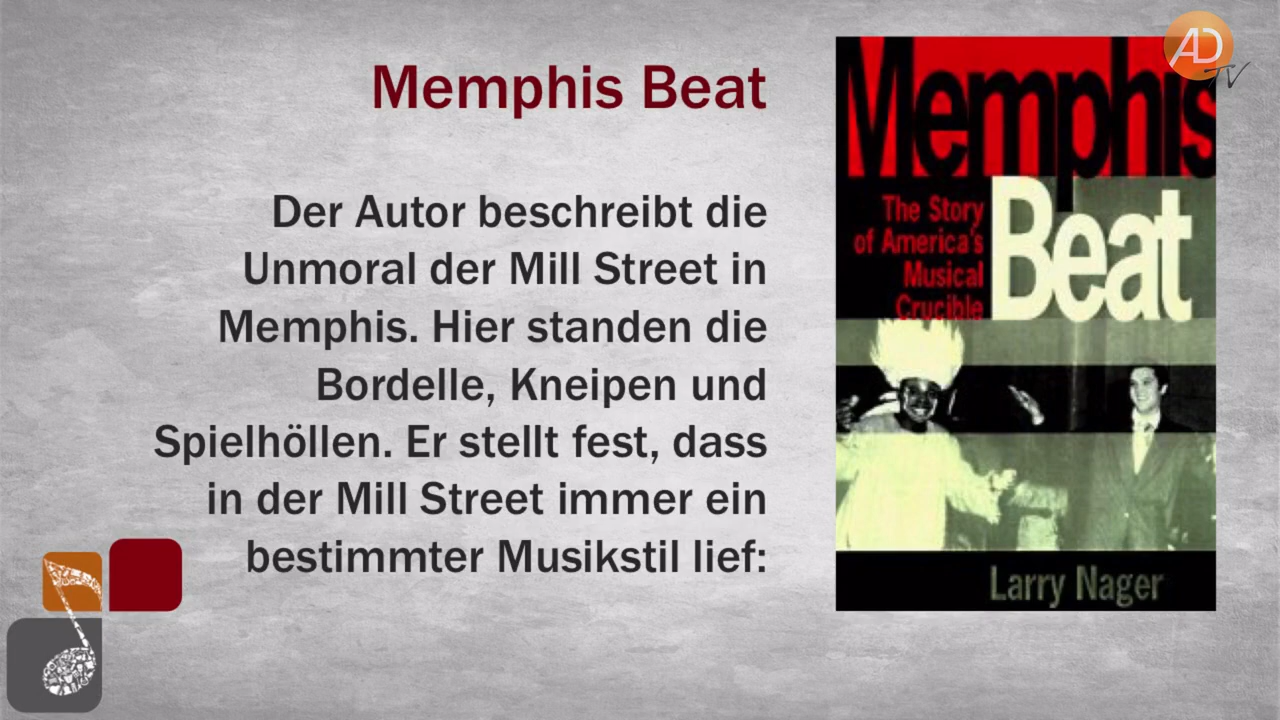 Memphis Beat
Der Autor beschreibt die
Unmoral der Mill Street in
Memphis. Hier standen die
Bordelle, Kneipen und
Spielhöllen. Er stellt fest, dass
in der Mill Street immer ein
bestimmter Musikstil lief:
AD
TV
Memphis
Beat
The Story
of America's
Musical
Crucible
Larry Nager